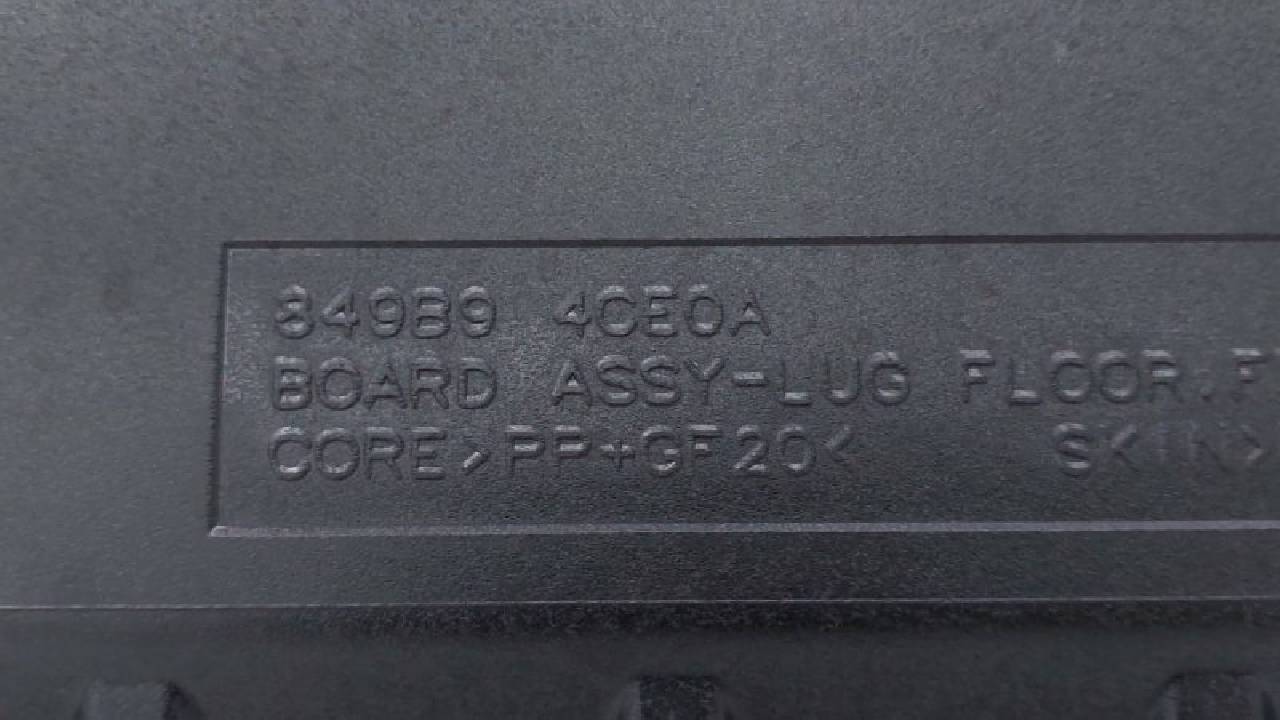 849B9 4CE0A
BOARD ASSY-LUG FLOOR,F
CORE>PP+GF20< SKIN>